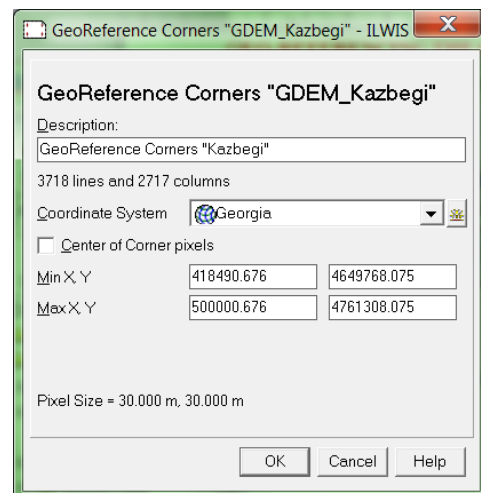 GeoReference Corners "GDEM_Kazbegi" - ILWIS X
GeoReference Corners "GDEM_Kazbegi"
Description:
GeoReference Corners "Kazbegi"
3718 lines and 2717 columns
Coordinate System Georgia
Center of Corner pixels
Min X, Y 418490.676 4649768.075
Max X, Y 500000.676 4761308.075
Pixel Size = 30.000 m, 30.000 m
OK Cancel Help